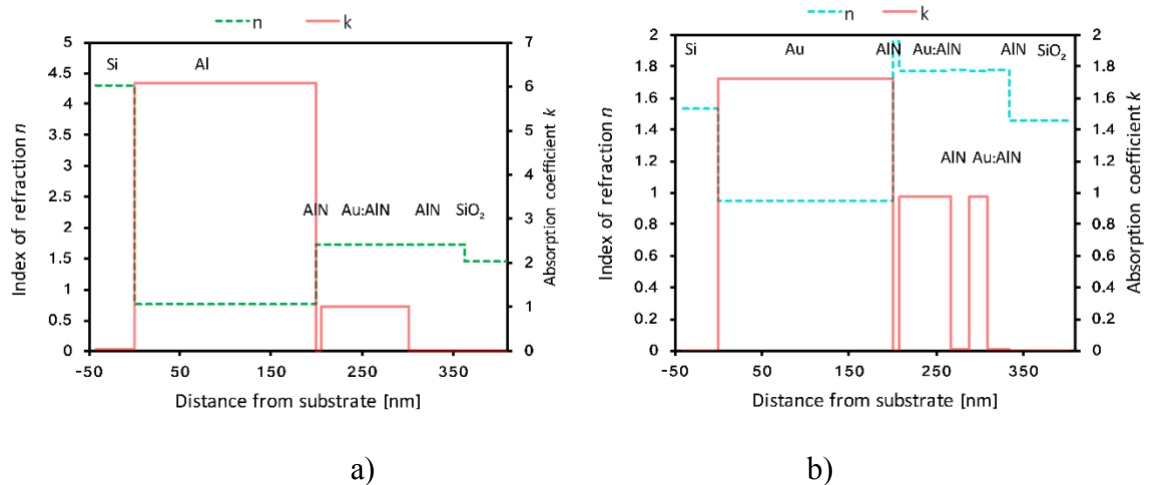 n k
5
4.5
4
3.5
3
2.5
2
1.5
1
0.5
0
7
6
5
4
3
2
1
0
-50 50 150 250 350
Si Al
AlN Au:AlN AlN SiO₂
Index of refraction n
Absorption coefficient k
Distance from substrate [nm]
a)
n k
2
1.8
1.6
1.4
1.2
1
0.8
0.6
0.4
0.2
0
2
1.8
1.6
1.4
1.2
1
0.8
0.6
0.4
0.2
0
-50 50 150 250 350
Si Au AlN Au:AlN AlN SiO₂
AlN Au:AlN
Index of refraction n
Absorption coefficient k
Distance from substrate [nm]
b)